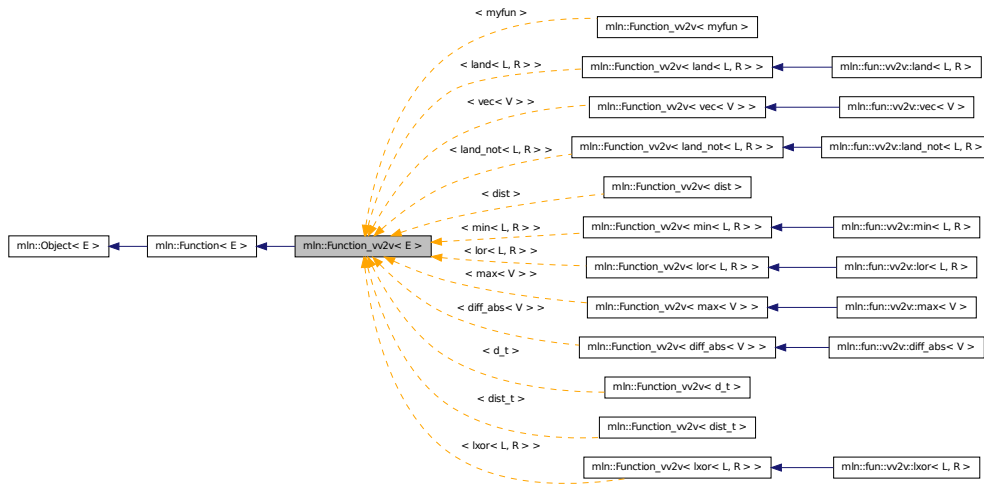 < myfun >
mln::Function_vv2v< myfun >
< land< L, R > >
mln::Function_vv2v< land< L, R > >
mln::fun::vv2v::land< L, R >
< vec< V > >
mln::Function_vv2v< vec< V > >
mln::fun::vv2v::vec< V >
< land_not< L, R > >
mln::Function_vv2v< land_not< L, R > >
mln::fun::vv2v::land_not< L, R >
< dist >
mln::Function_vv2v< dist >
< min< L, R > >
mln::Function_vv2v< min< L, R > >
mln::fun::vv2v::min< L, R >
mln::Object< E >
mln::Function< E >
mln::Function_vv2v< E >
< lor< L, R > >
mln::Function_vv2v< lor< L, R > >
mln::fun::vv2v::lor< L, R >
< max< V > >
mln::Function_vv2v< max< V > >
mln::fun::vv2v::max< V >
< diff_abs< V > >
mln::Function_vv2v< diff_abs< V > >
mln::fun::vv2v::diff_abs< V >
< d_t >
mln::Function_vv2v< d_t >
< dist_t >
mln::Function_vv2v< dist_t >
< lxor< L, R > >
mln::Function_vv2v< lxor< L, R > >
mln::fun::vv2v::lxor< L, R >